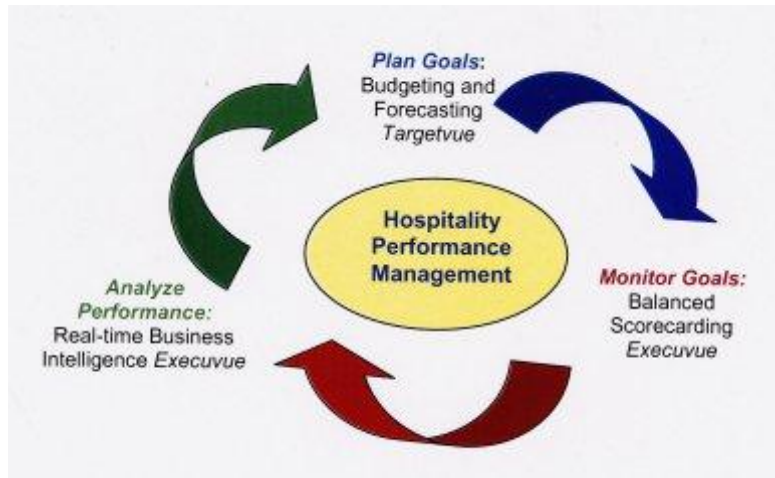 Plan Goals:
Budgeting and
Forecasting
Targetvue
Hospitality
Performance
Management
Monitor Goals:
Balanced
Scorecarding
Execuvue
Analyze
Performance:
Real-time Business
Intelligence Execuvue